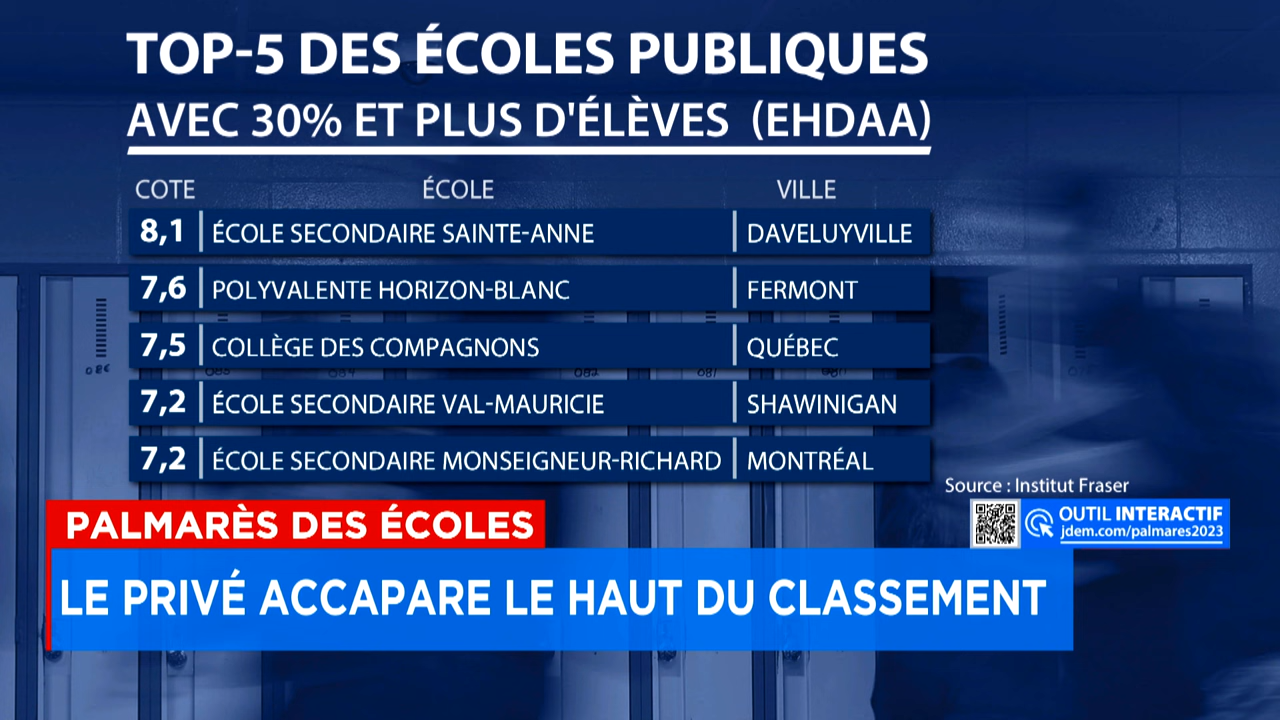 TOP-5 DES ÉCOLES PUBLIQUES
AVEC 30% ET PLUS D'ÉLÈVES (EHDAA)
COTE ÉCOLE VILLE
8,1 ÉCOLE SECONDAIRE SAINTE-ANNE DAVELUYVILLE
7,6 POLYVALENTE HORIZON-BLANC FERMONT
7,5 COLLÈGE DES COMPAGNONS QUÉBEC
7,2 ÉCOLE SECONDAIRE VAL-MAURICIE SHAWINIGAN
7,2 ÉCOLE SECONDAIRE MONSEIGNEUR-RICHARD MONTRÉAL
Source : Institut Fraser
OUTIL INTERACTIF
jdem.com/palmares2023
PALMARÈS DES ÉCOLES
LE PRIVÉ ACCAPARE LE HAUT DU CLASSEMENT